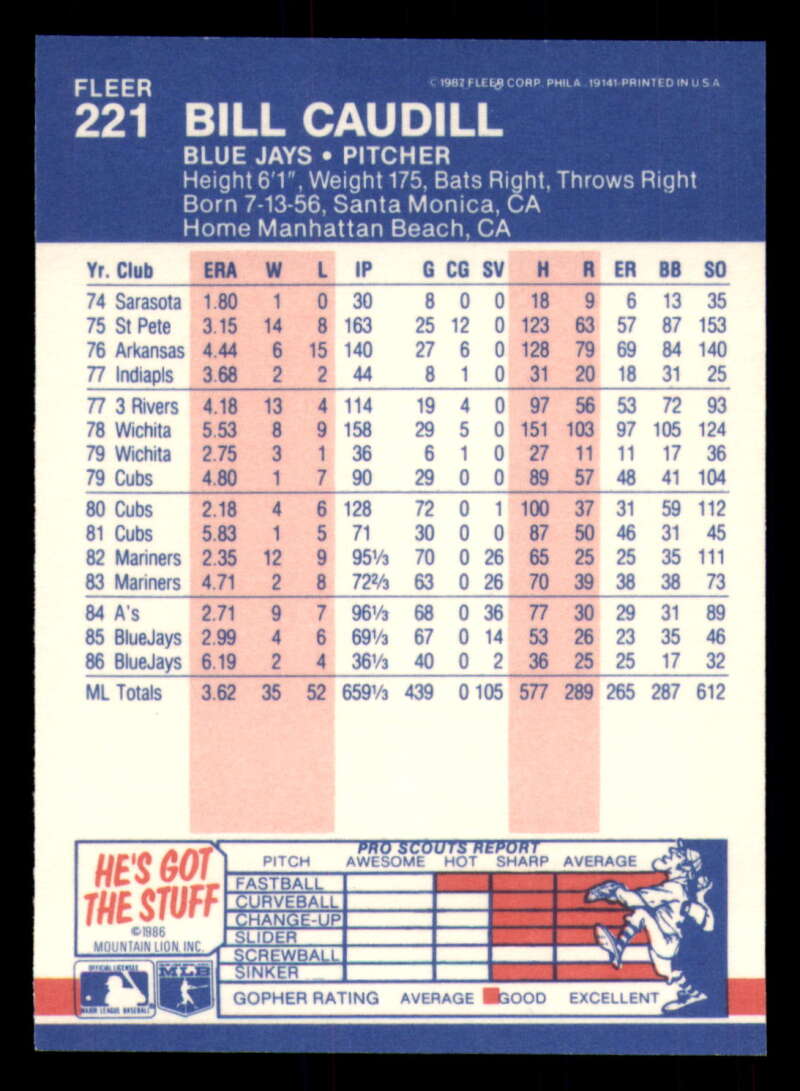 FLEER ©1987 FLEER CORP. PHILA. 19141-PRINTED IN U.S.A.
221 BILL CAUDILL
BLUE JAYS • PITCHER
Height 6'1", Weight 175, Bats Right, Throws Right
Born 7-13-56, Santa Monica, CA
Home Manhattan Beach, CA
Yr. Club ERA W L IP G CG SV H R ER BB SO
74 Sarasota 1.80 1 0 30 8 0 0 18 9 6 13 35
75 St Pete 3.15 14 8 163 25 12 0 123 63 57 87 153
76 Arkansas 4.44 6 15 140 27 6 0 128 79 69 84 140
77 Indiapls 3.68 2 2 44 8 1 0 31 20 18 31 25
77 3 Rivers 4.18 13 4 114 19 4 0 97 56 53 72 93
78 Wichita 5.53 8 9 158 29 5 0 151 103 97 105 124
79 Wichita 2.75 3 1 36 6 1 0 27 11 11 17 36
79 Cubs 4.80 1 7 90 29 0 0 89 57 48 41 104
80 Cubs 2.18 4 6 128 72 0 1 100 37 31 59 112
81 Cubs 5.83 1 5 71 30 0 0 87 50 46 31 45
82 Mariners 2.35 12 9 95⅓ 70 0 26 65 25 25 35 111
83 Mariners 4.71 2 8 72⅔ 63 0 26 70 39 38 38 73
84 A's 2.71 9 7 96⅓ 68 0 36 77 30 29 31 89
85 BlueJays 2.99 4 6 69⅓ 67 0 14 53 26 23 35 46
86 BlueJays 6.19 2 4 36⅓ 40 0 2 36 25 25 17 32
ML Totals 3.62 35 52 659⅓ 439 0 105 577 289 265 287 612
HE'S GOT
THE STUFF
©1986
MOUNTAIN LION, INC.
OFFICIAL LICENSEE
MAJOR LEAGUE BASEBALL
MLB
PRO SCOUTS REPORT
PITCH AWESOME HOT SHARP AVERAGE
FASTBALL
CURVEBALL
CHANGE-UP
SLIDER
SCREWBALL
SINKER
GOPHER RATING AVERAGE GOOD EXCELLENT